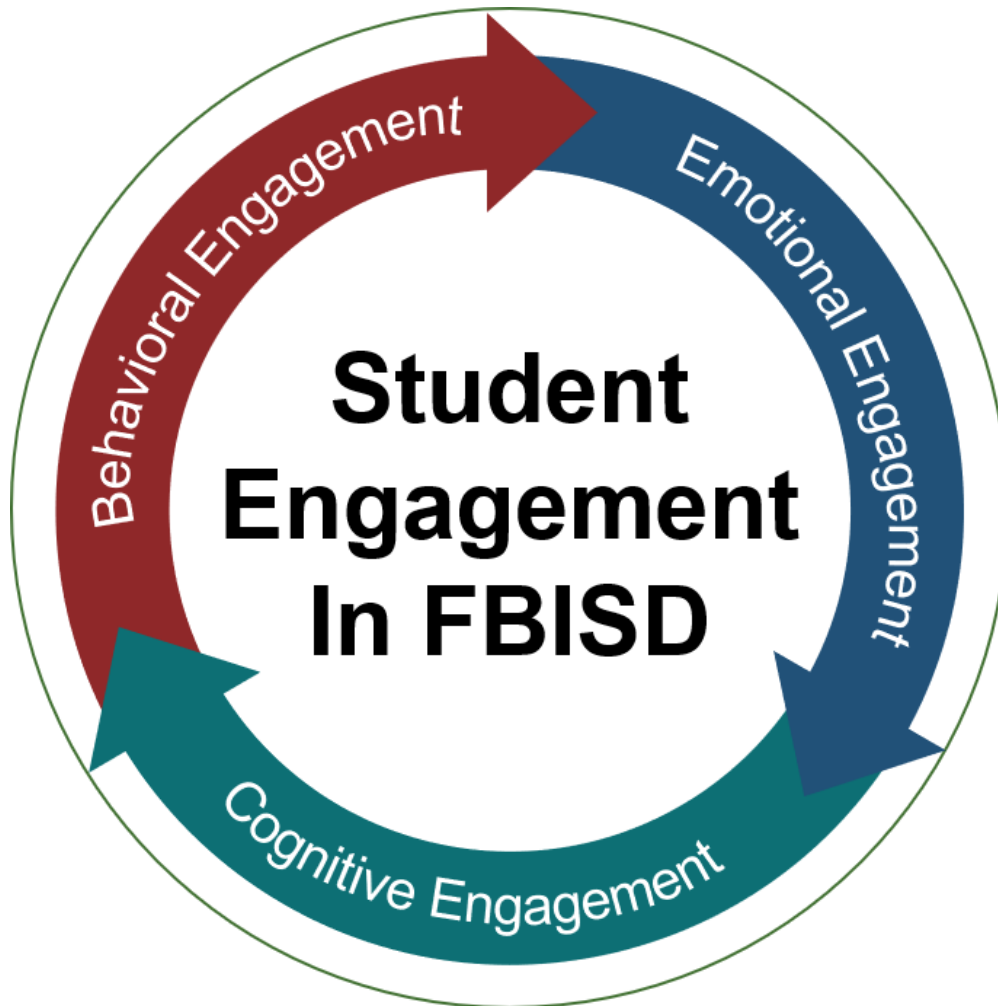 Behavioral Engagement
Emotional Engagement
Student
Engagement
In FBISD
Cognitive Engagement